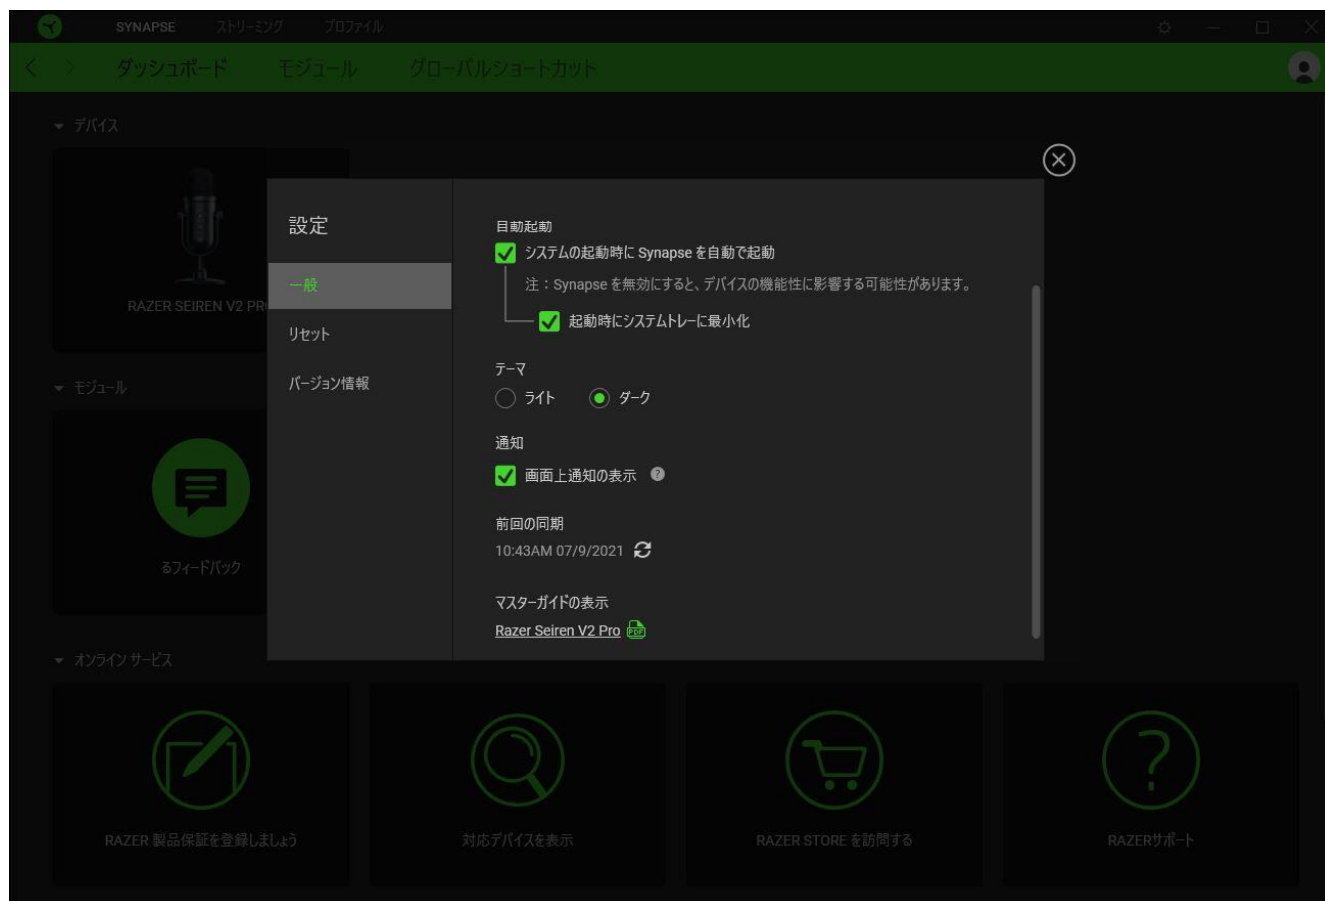 SYNAPSE ストリーミング プロファイル
ダッシュボード モジュール グローバルショートカット
デバイス
RAZER SEIREN V2 PR
モジュール
るフィードバック
設定
一般
リセット
バージョン情報
自動起動
システムの起動時に Synapse を自動で起動
注：Synapse を無効にすると、デバイスの機能性に影響する可能性があります。
起動時にシステムトレーに最小化
テーマ
ライト ダーク
通知
画面上通知の表示 ?
前回の同期
10:43AM 07/9/2021
マスターガイドの表示
Razer Seiren V2 Pro PDF
オンライン サービス
RAZER 製品保証を登録しましょう
対応デバイスを表示
RAZER STORE を訪問する
RAZERサポート